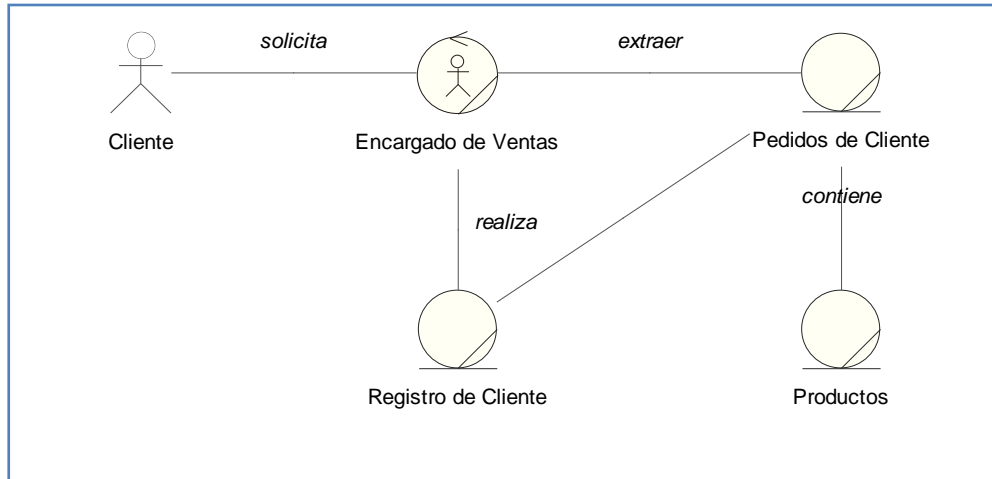 solicita
extraer
Cliente
Encargado de Ventas
Pedidos de Cliente
contiene
realiza
Registro de Cliente
Productos